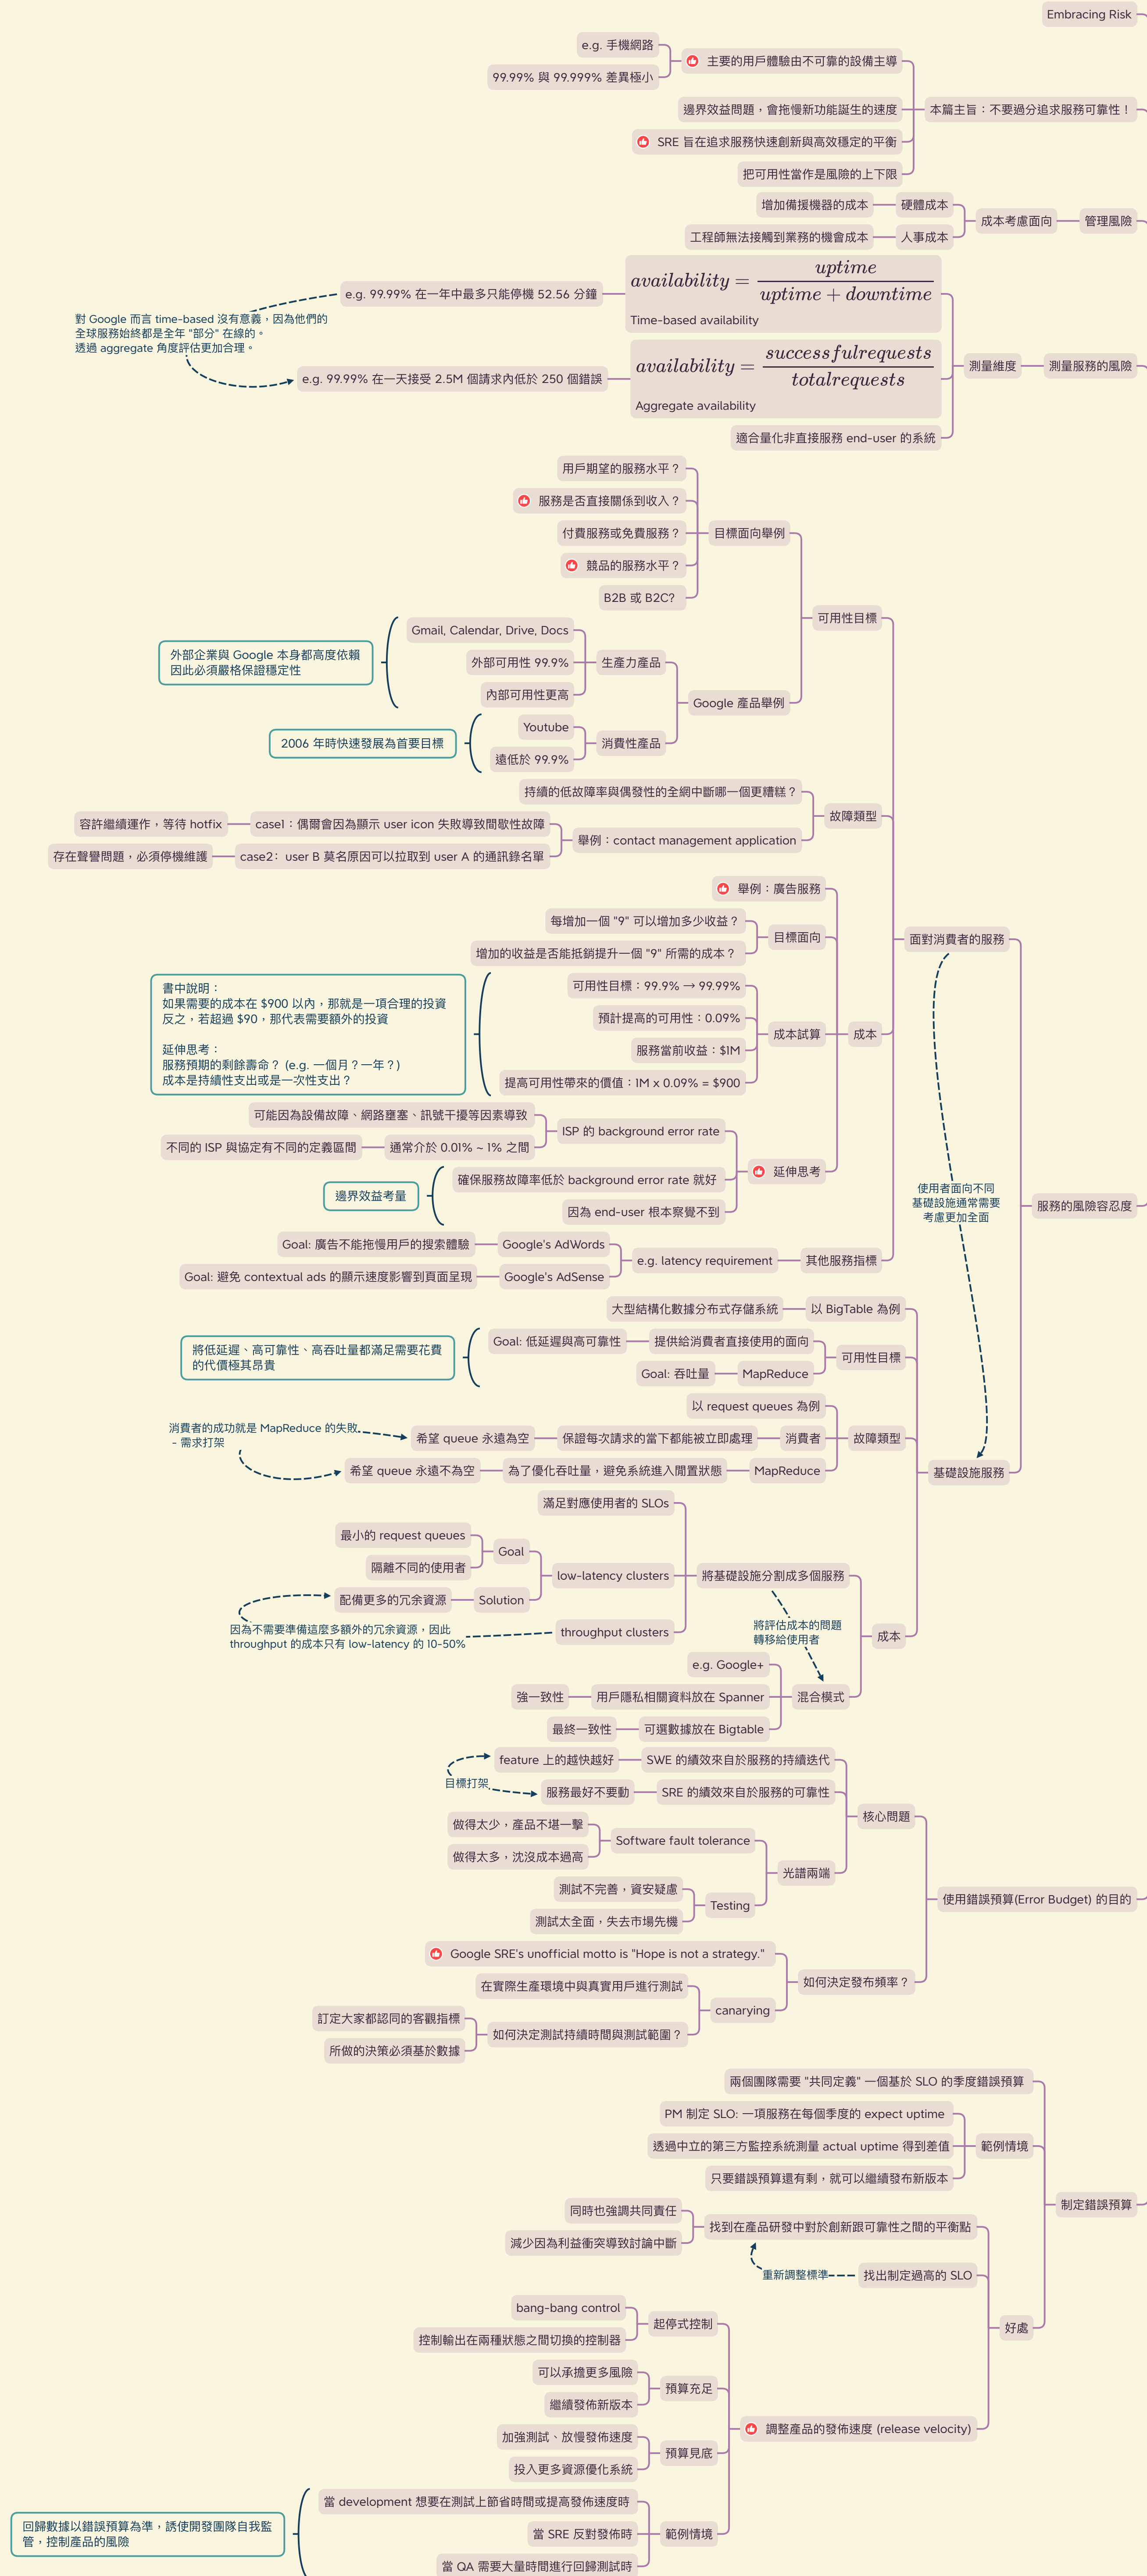 Embracing Risk
本篇主旨：不要過分追求服務可靠性！
主要的用戶體驗由不可靠的設備主導
e.g. 手機網路
99.99% 與 99.999% 差異極小
邊界效益問題，會拖慢新功能誕生的速度
SRE 旨在追求服務快速創新與高效穩定的平衡
把可用性當作是風險的上下限
管理風險
成本考慮面向
硬體成本
增加備援機器的成本
人事成本
工程師無法接觸到業務的機會成本
測量服務的風險
測量維度
availability = uptime / uptime + downtime
Time-based availability
e.g. 99.99% 在一年中最多只能停機 52.56 分鐘
對 Google 而言 time-based 沒有意義，因為他們的
全球服務始終都是全年 "部分" 在線的。
透過 aggregate 角度評估更加合理。
availability = successfulrequests / totalrequests
Aggregate availability
e.g. 99.99% 在一天接受 2.5M 個請求內低於 250 個錯誤
適合量化非直接服務 end-user 的系統
服務的風險容忍度
面對消費者的服務
可用性目標
目標面向舉例
用戶期望的服務水平？
服務是否直接關係到收入？
付費服務或免費服務？
競品的服務水平？
B2B 或 B2C?
Google 產品舉例
生產力產品
Gmail, Calendar, Drive, Docs
外部可用性 99.9%
內部可用性更高
外部企業與 Google 本身都高度依賴
因此必須嚴格保證穩定性
消費性產品
Youtube
遠低於 99.9%
2006 年時快速發展為首要目標
故障類型
持續的低故障率與偶發性的全網中斷哪一個更糟糕？
舉例：contact management application
case1：偶爾會因為顯示 user icon 失敗導致間歇性故障
容許繼續運作，等待 hotfix
case2： user B 莫名原因可以拉取到 user A 的通訊錄名單
存在聲譽問題，必須停機維護
成本
舉例：廣告服務
目標面向
每增加一個 "9" 可以增加多少收益？
增加的收益是否能抵銷提升一個 "9" 所需的成本？
成本試算
可用性目標：99.9% → 99.99%
預計提高的可用性：0.09%
服務當前收益：$1M
提高可用性帶來的價值：1M x 0.09% = $900
書中說明：
如果需要的成本在 $900 以內，那就是一項合理的投資
反之，若超過 $90，那代表需要額外的投資
延伸思考：
服務預期的剩餘壽命？ (e.g. 一個月？一年？)
成本是持續性支出或是一次性支出？
延伸思考
ISP 的 background error rate
可能因為設備故障、網路壅塞、訊號干擾等因素導致
通常介於 0.01% ~ 1% 之間
不同的 ISP 與協定有不同的定義區間
確保服務故障率低於 background error rate 就好
因為 end-user 根本察覺不到
邊界效益考量
其他服務指標
e.g. latency requirement
Google's AdWords
Goal: 廣告不能拖慢用戶的搜索體驗
Google's AdSense
Goal: 避免 contextual ads 的顯示速度影響到頁面呈現
使用者面向不同
基礎設施通常需要
考慮更加全面
基礎設施服務
以 BigTable 為例
大型結構化數據分布式存儲系統
可用性目標
提供給消費者直接使用的面向
Goal: 低延遲與高可靠性
MapReduce
Goal: 吞吐量
將低延遲、高可靠性、高吞吐量都滿足需要花費
的代價極其昂貴
故障類型
以 request queues 為例
消費者
保證每次請求的當下都能被立即處理
希望 queue 永遠為空
MapReduce
為了優化吞吐量，避免系統進入閒置狀態
希望 queue 永遠不為空
消費者的成功就是 MapReduce 的失敗
- 需求打架
成本
將基礎設施分割成多個服務
滿足對應使用者的 SLOs
low-latency clusters
Goal
最小的 request queues
隔離不同的使用者
Solution
配備更多的冗余資源
throughput clusters
因為不需要準備這麼多額外的冗余資源，因此
throughput 的成本只有 low-latency 的 10-50%
將評估成本的問題
轉移給使用者
混合模式
e.g. Google+
用戶隱私相關資料放在 Spanner
強一致性
可選數據放在 Bigtable
最終一致性
使用錯誤預算(Error Budget) 的目的
核心問題
SWE 的績效來自於服務的持續迭代
feature 上的越快越好
SRE 的績效來自於服務的可靠性
服務最好不要動
目標打架
光譜兩端
Software fault tolerance
做得太少，產品不堪一擊
做得太多，沈沒成本過高
Testing
測試不完善，資安疑慮
測試太全面，失去市場先機
如何決定發布頻率？
Google SRE's unofficial motto is "Hope is not a strategy."
canarying
在實際生產環境中與真實用戶進行測試
如何決定測試持續時間與測試範圍？
訂定大家都認同的客觀指標
所做的決策必須基於數據
制定錯誤預算
兩個團隊需要 "共同定義" 一個基於 SLO 的季度錯誤預算
範例情境
PM 制定 SLO: 一項服務在每個季度的 expect uptime
透過中立的第三方監控系統測量 actual uptime 得到差值
只要錯誤預算還有剩，就可以繼續發布新版本
好處
找到在產品研發中對於創新跟可靠性之間的平衡點
同時也強調共同責任
減少因為利益衝突導致討論中斷
找出制定過高的 SLO
重新調整標準
調整產品的發佈速度 (release velocity)
起停式控制
bang-bang control
控制輸出在兩種狀態之間切換的控制器
預算充足
可以承擔更多風險
繼續發佈新版本
預算見底
加強測試、放慢發佈速度
投入更多資源優化系統
範例情境
當 development 想要在測試上節省時間或提高發佈速度時
當 SRE 反對發佈時
當 QA 需要大量時間進行回歸測試時
回歸數據以錯誤預算為準，誘使開發團隊自我監
管，控制產品的風險